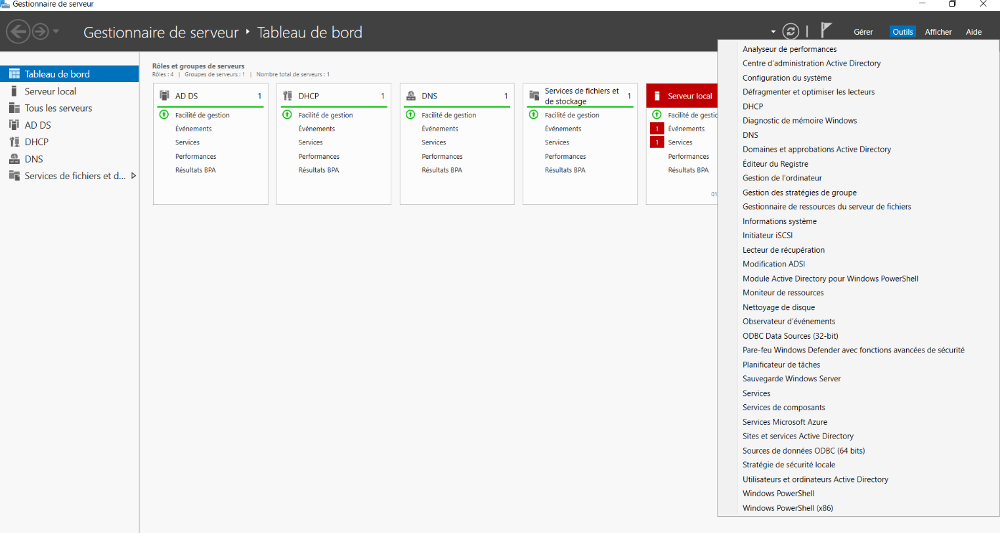 Gestionnaire de serveur
Gestionnaire de serveur ‣ Tableau de bord
Gérer
Outils
Afficher
Aide
Tableau de bord
Serveur local
Tous les serveurs
AD DS
DHCP
DNS
Services de fichiers et d...
Rôles et groupes de serveurs
Rôles : 4 | Groupes de serveurs : 1 | Nombre total de serveurs : 1
AD DS 1
Facilité de gestion
Événements
Services
Performances
Résultats BPA
DHCP 1
Facilité de gestion
Événements
Services
Performances
Résultats BPA
DNS 1
Facilité de gestion
Événements
Services
Performances
Résultats BPA
Services de fichiers et
de stockage 1
Facilité de gestion
Événements
Services
Performances
Résultats BPA
Serveur local
Facilité de gestic
1 Événements
1 Services
Performances
Résultats BPA
01
Analyseur de performances
Centre d'administration Active Directory
Configuration du système
Défragmenter et optimiser les lecteurs
DHCP
Diagnostic de mémoire Windows
DNS
Domaines et approbations Active Directory
Éditeur du Registre
Gestion de l'ordinateur
Gestion des stratégies de groupe
Gestionnaire de ressources du serveur de fichiers
Informations système
Initiateur iSCSI
Lecteur de récupération
Modification ADSI
Module Active Directory pour Windows PowerShell
Moniteur de ressources
Nettoyage de disque
Observateur d'événements
ODBC Data Sources (32-bit)
Pare-feu Windows Defender avec fonctions avancées de sécurité
Planificateur de tâches
Sauvegarde Windows Server
Services
Services de composants
Services Microsoft Azure
Sites et services Active Directory
Sources de données ODBC (64 bits)
Stratégie de sécurité locale
Utilisateurs et ordinateurs Active Directory
Windows PowerShell
Windows PowerShell (x86)